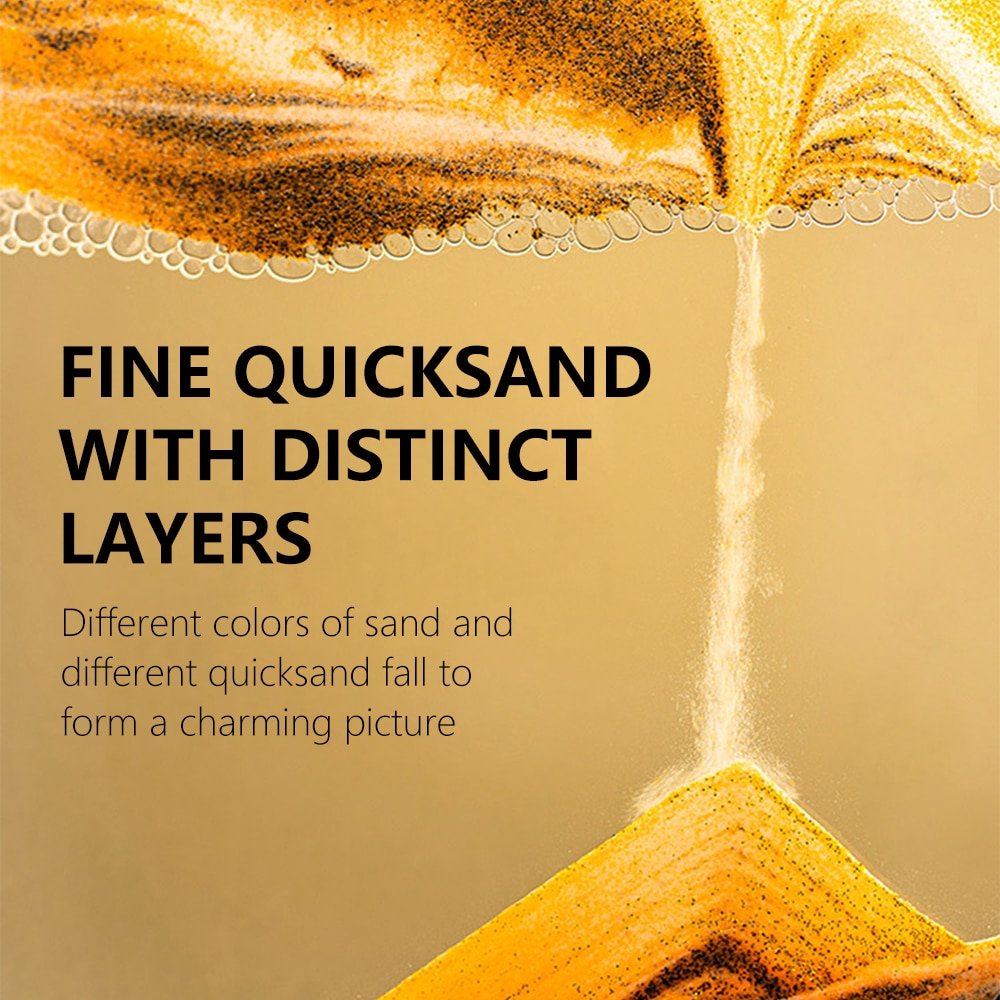 FINE QUICKSAND
WITH DISTINCT
LAYERS
Different colors of sand and
different quicksand fall to
form a charming picture